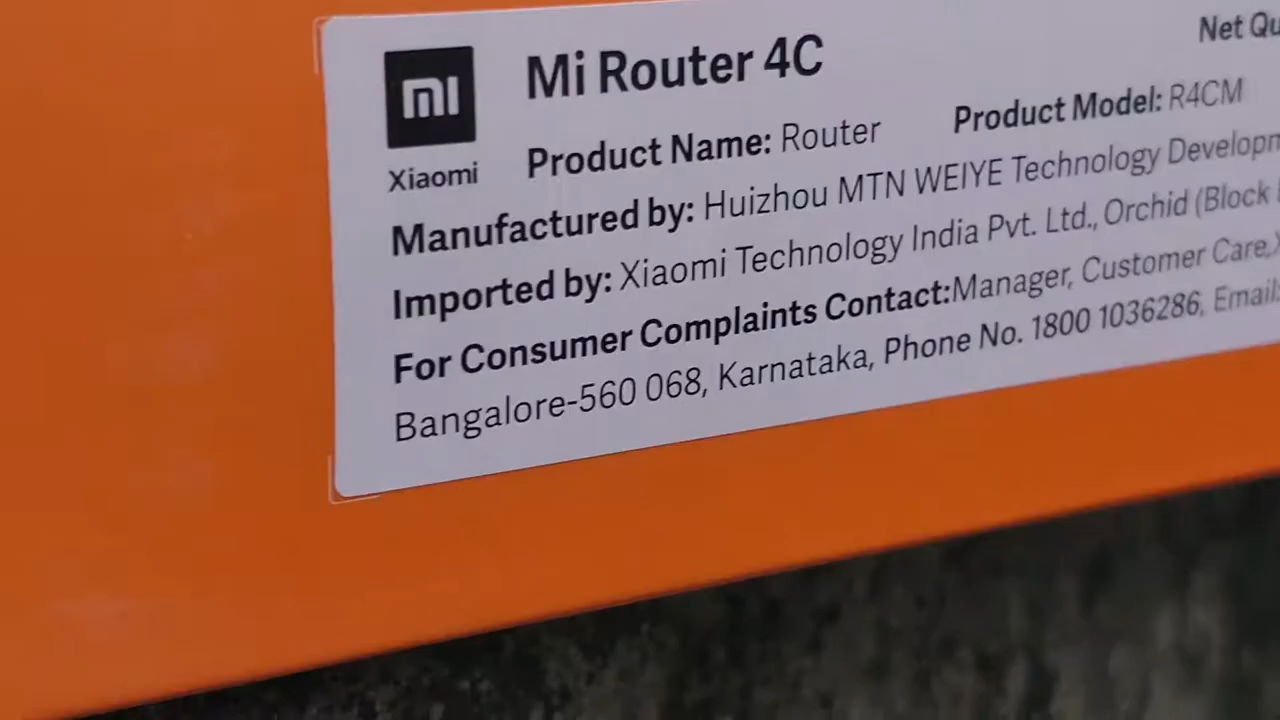 mi
Xiaomi
Mi Router 4C
Net
Product Name: Router
Product Model: R4CM
Manufactured by: Huizhou MTN WEIYE Technology
Imported by: Xiaomi Technology India Pvt. Ltd., Orchid (Block
For Consumer Complaints Contact:Manager, Customer Care,
Bangalore-560 068, Karnataka, Phone No. 1800 1036286, Email: